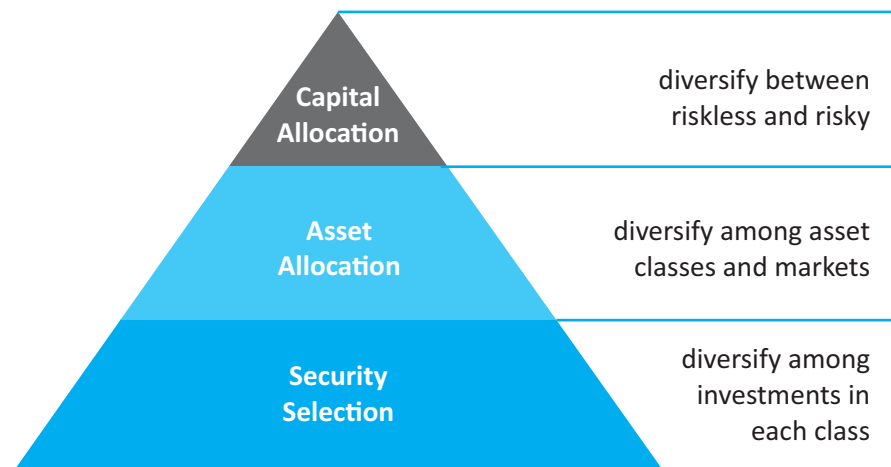 Capital
Allocation
diversify between
riskless and risky
Asset
Allocation
diversify among asset
classes and markets
Security
Selection
diversify among
investments in
each class